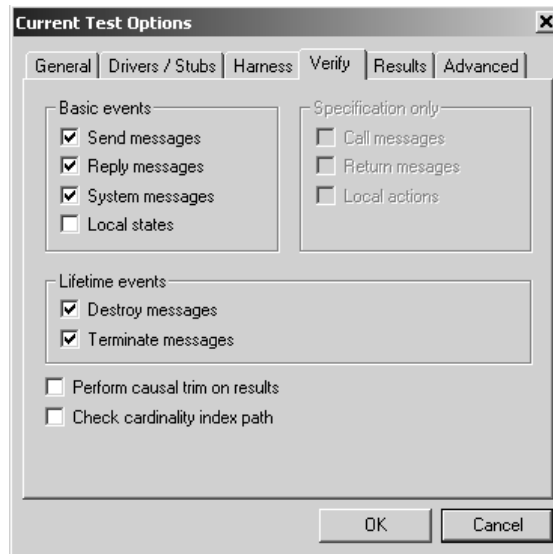 Current Test Options
General Drivers / Stubs Harness Verify Results Advanced
Basic events
Send messages
Reply messages
System messages
Local states
Specification only
Call messages
Return mesages
Local actions
Lifetime events
Destroy messages
Terminate messages
Perform causal trim on results
Check cardinality index path
OK Cancel